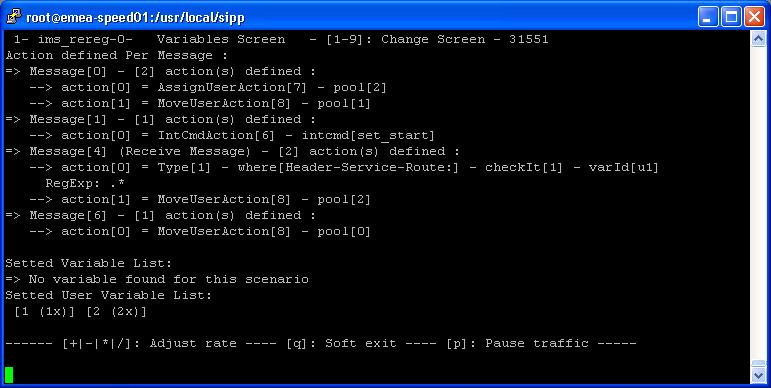 root@emea-speed01:/usr/local/sipp
1- ims_rereg-0-   Variables Screen   - [1-9]: Change Screen - 31551
Action defined Per Message :
=> Message[0] - [2] action(s) defined :
   --> action[0] = AssignUserAction[7] - pool[2]
   --> action[1] = MoveUserAction[8] - pool[1]
=> Message[1] - [1] action(s) defined :
   --> action[0] = IntCmdAction[6] - intcmd[set_start]
=> Message[4] (Receive Message) - [2] action(s) defined :
   --> action[0] = Type[1] - where[Header-Service-Route:] - checkIt[1] - varId[u1]
     RegExp: .*
   --> action[1] = MoveUserAction[8] - pool[2]
=> Message[6] - [1] action(s) defined :
   --> action[0] = MoveUserAction[8] - pool[0]
Setted Variable List:
=> No variable found for this scenario
Setted User Variable List:
 [1 (1x)] [2 (2x)]
------ [+|-|*|/]: Adjust rate ---- [q]: Soft exit ---- [p]: Pause traffic -----